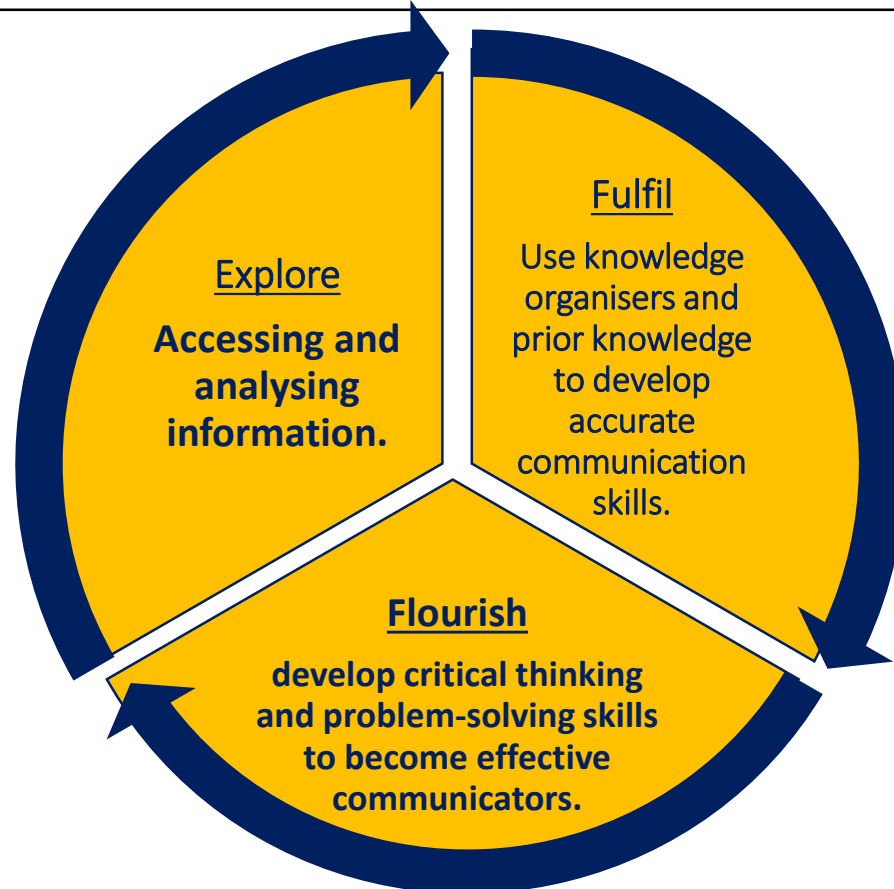 Explore
Accessing and
analysing
information.
Fulfil
Use knowledge
organisers and
prior knowledge
to develop
accurate
communication
skills.
Flourish
develop critical thinking
and problem-solving skills
to become effective
communicators.